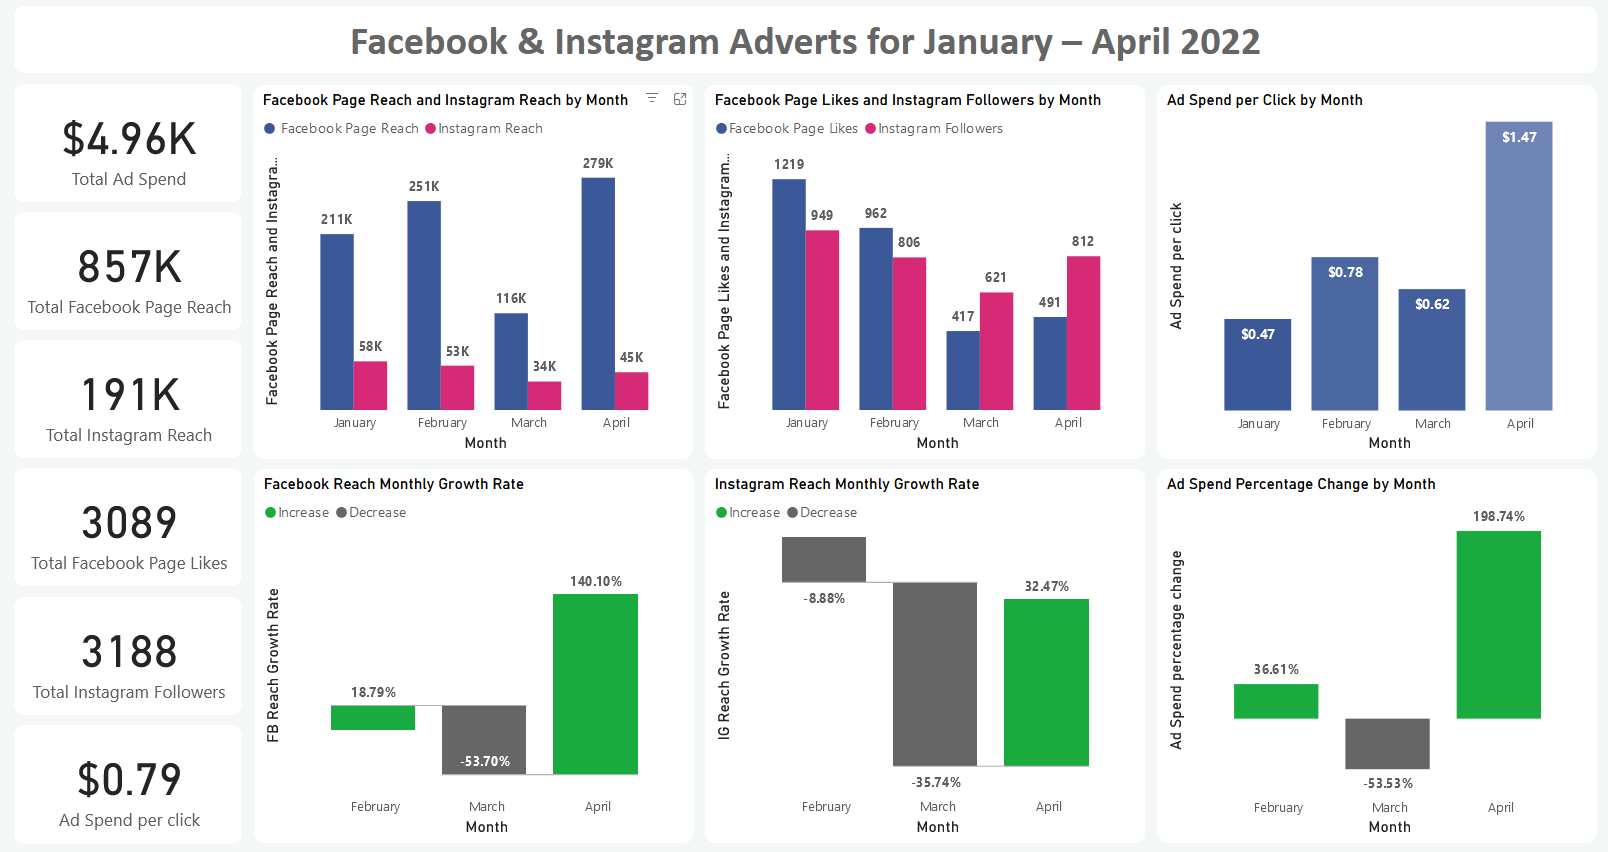 Facebook & Instagram Adverts for January – April 2022
$4.96K
Total Ad Spend
857K
Total Facebook Page Reach
191K
Total Instagram Reach
3089
Total Facebook Page Likes
3188
Total Instagram Followers
$0.79
Ad Spend per click
Facebook Page Reach and Instagram Reach by Month
Facebook Page Reach Instagram Reach
Facebook Page Reach and Instagra...
211K
58K
251K
53K
116K
34K
279K
45K
January February March April
Month
Facebook Page Likes and Instagram Followers by Month
Facebook Page Likes Instagram Followers
Facebook Page Likes and Instagram...
1219
949
962
806
417
621
491
812
January February March April
Month
Ad Spend per Click by Month
Ad Spend per click
$0.47
$0.78
$0.62
$1.47
January February March April
Month
Facebook Reach Monthly Growth Rate
Increase Decrease
FB Reach Growth Rate
18.79%
-53.70%
140.10%
February March April
Month
Instagram Reach Monthly Growth Rate
Increase Decrease
IG Reach Growth Rate
-8.88%
-35.74%
32.47%
February March April
Month
Ad Spend Percentage Change by Month
Ad Spend percentage change
36.61%
-53.53%
198.74%
February March April
Month